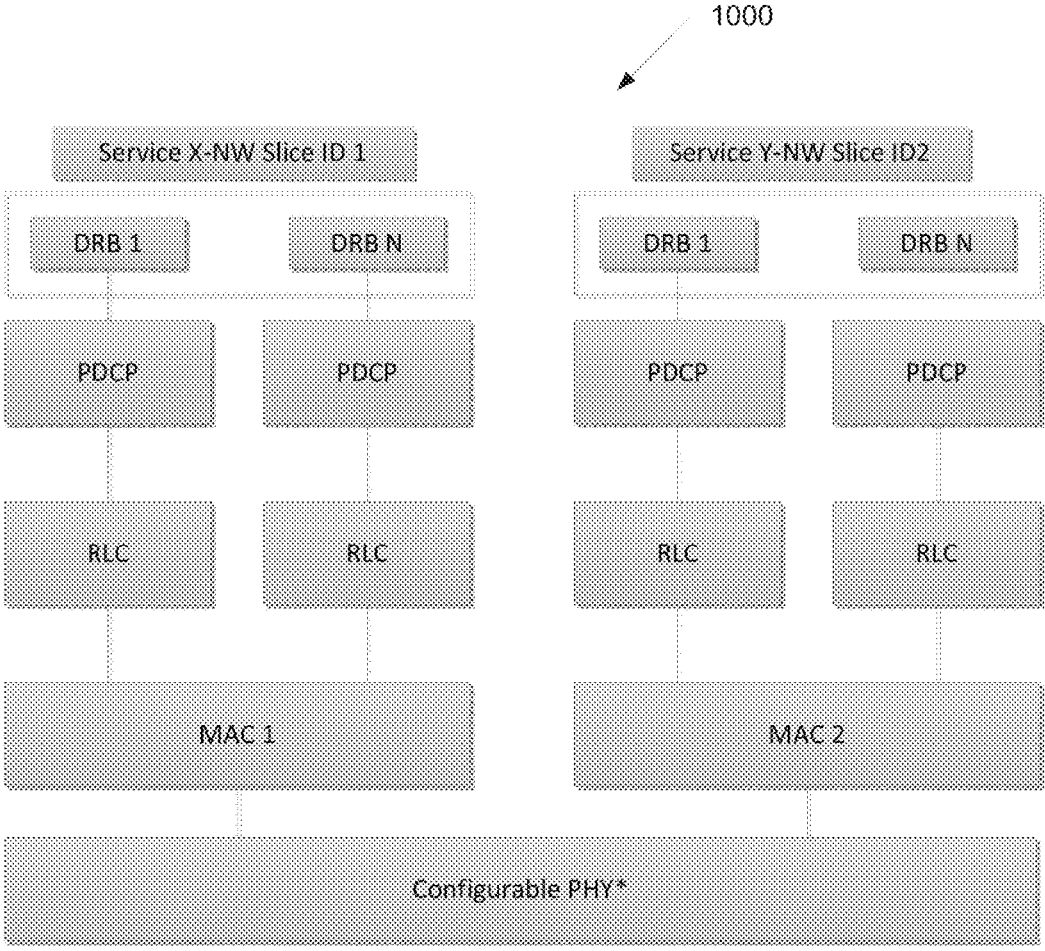 1000
Service X-NW Slice ID 1
Service Y-NW Slice ID2
DRB 1
DRB N
DRB 1
DRB N
PDCP
PDCP
PDCP
PDCP
RLC
RLC
RLC
RLC
MAC 1
MAC 2
Configurable PHY*